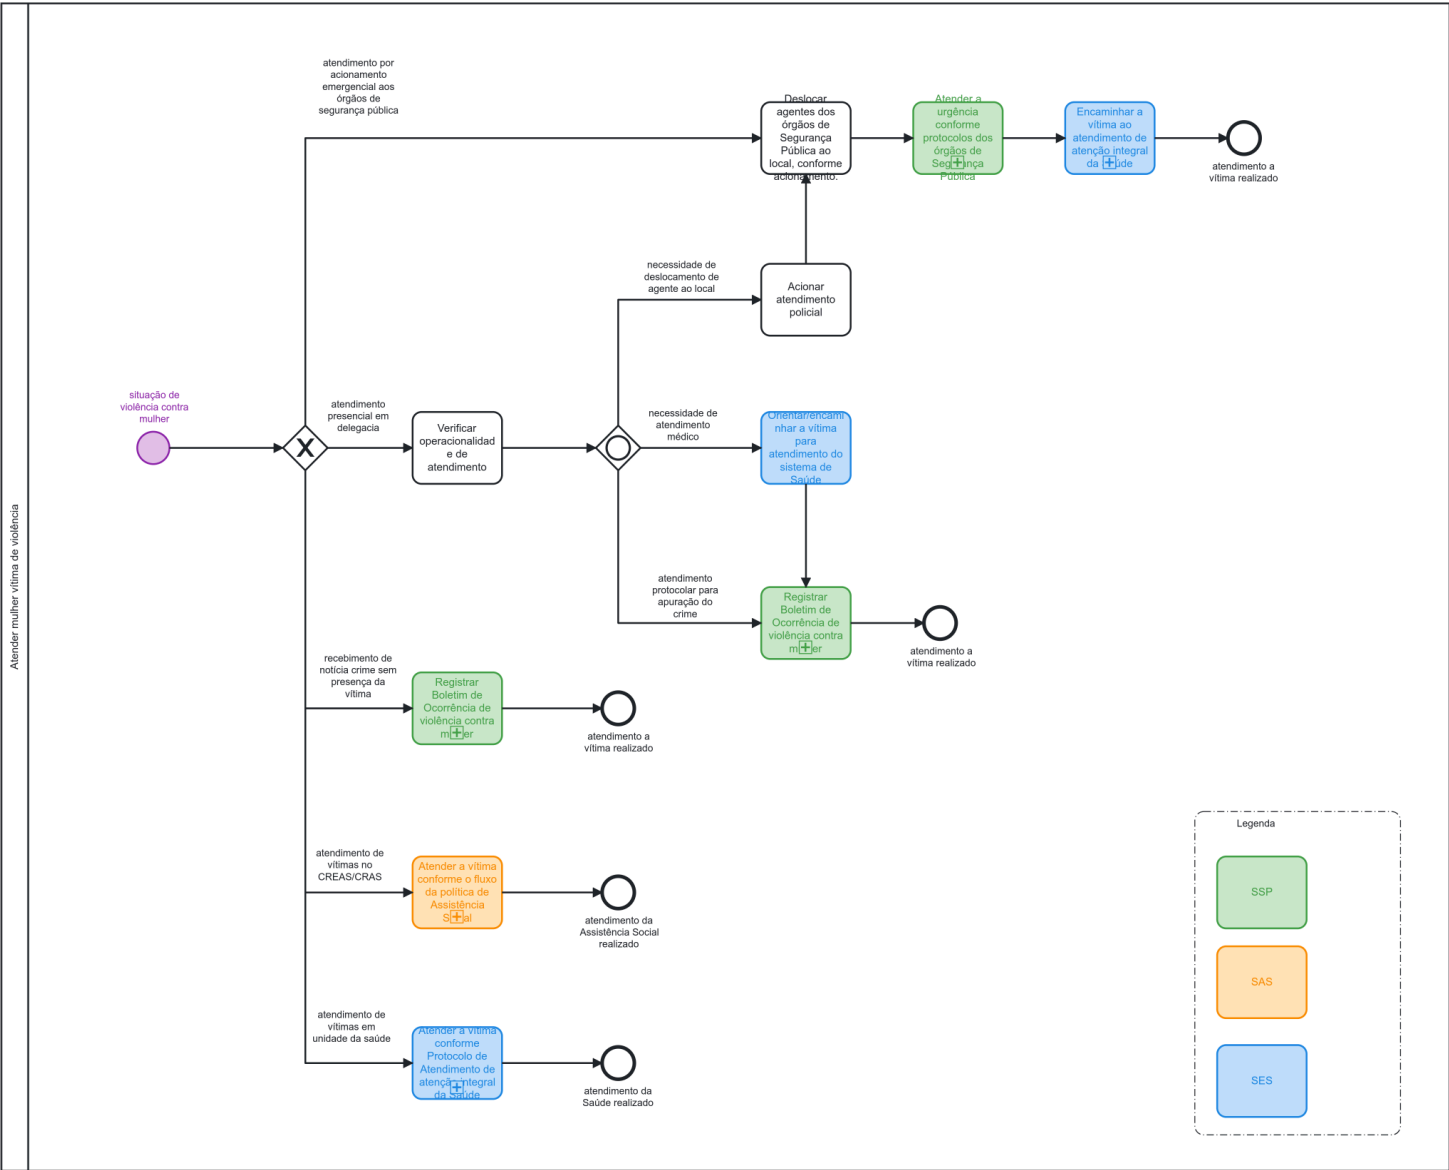 Atender mulher vítima de violência
atendimento por
acionamento
emergencial aos
órgãos de
segurança pública
Deslocar
agentes dos
órgãos de
Segurança
Pública ao
local, conforme
acionamento.
Atender a
urgência
conforme
protocolos dos
órgãos de
Segurança
Pública
Encaminhar a
vítima ao
atendimento de
atenção integral
da Saúde
atendimento a
vítima realizado
necessidade de
deslocamento de
agente ao local
Acionar
atendimento
policial
situação de
violência contra
mulher
X
atendimento
presencial em
delegacia
Verificar
operacionalidad
e de
atendimento
necessidade de
atendimento
médico
Orientar/encami
nhar a vítima
para
atendimento do
sistema de
Saúde
atendimento
protocolar para
apuração do
crime
Registrar
Boletim de
Ocorrência de
violência contra
mulher
atendimento a
vítima realizado
recebimento de
notícia crime sem
presença da
vítima
Registrar
Boletim de
Ocorrência de
violência contra
mulher
atendimento a
vítima realizado
atendimento de
vítimas no
CREAS/CRAS
Atender a vítima
conforme o fluxo
da política de
Assistência
Social
atendimento da
Assistência Social
realizado
atendimento de
vítimas em
unidade da saúde
Atender a vítima
conforme
Protocolo de
Atendimento de
atenção integral
da Saúde
atendimento da
Saúde realizado
Legenda
SSP
SAS
SES